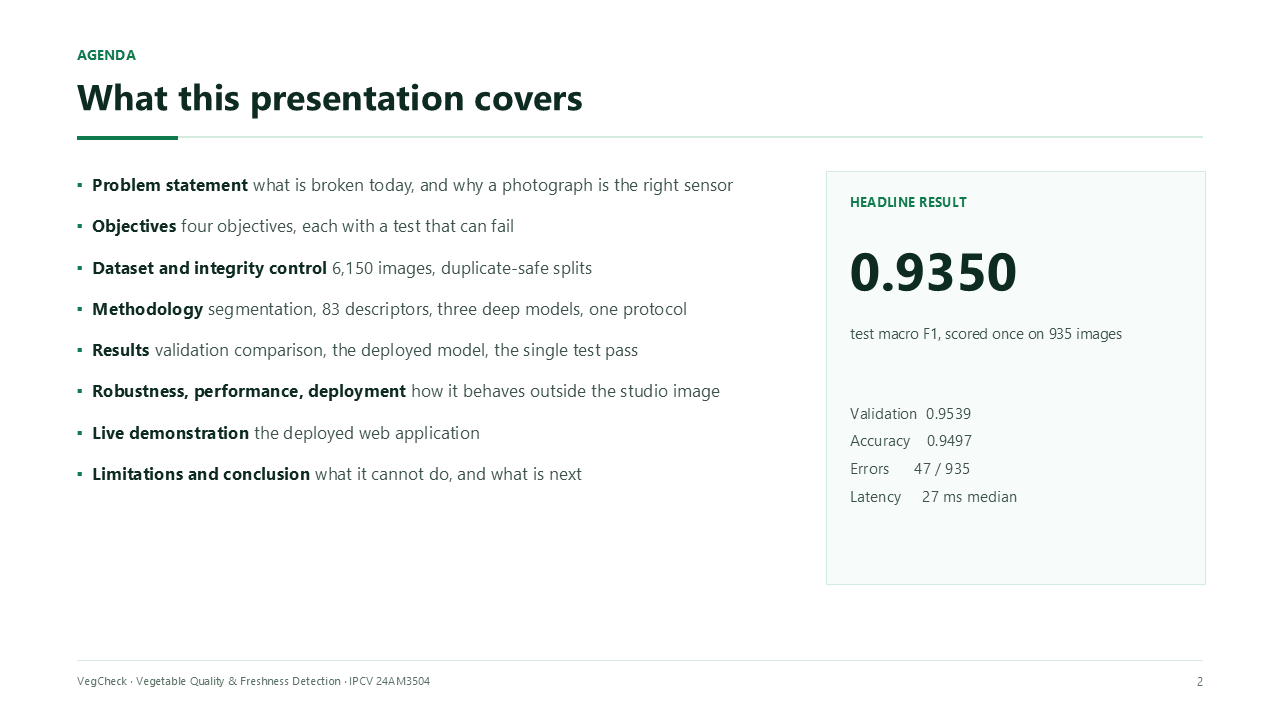 AGENDA
What this presentation covers
▪ Problem statement what is broken today, and why a photograph is the right sensor
▪ Objectives four objectives, each with a test that can fail
▪ Dataset and integrity control 6,150 images, duplicate-safe splits
▪ Methodology segmentation, 83 descriptors, three deep models, one protocol
▪ Results validation comparison, the deployed model, the single test pass
▪ Robustness, performance, deployment how it behaves outside the studio image
▪ Live demonstration the deployed web application
▪ Limitations and conclusion what it cannot do, and what is next
HEADLINE RESULT
0.9350
test macro F1, scored once on 935 images
Validation 0.9539
Accuracy 0.9497
Errors 47 / 935
Latency 27 ms median
VegCheck · Vegetable Quality & Freshness Detection · IPCV 24AM3504
2